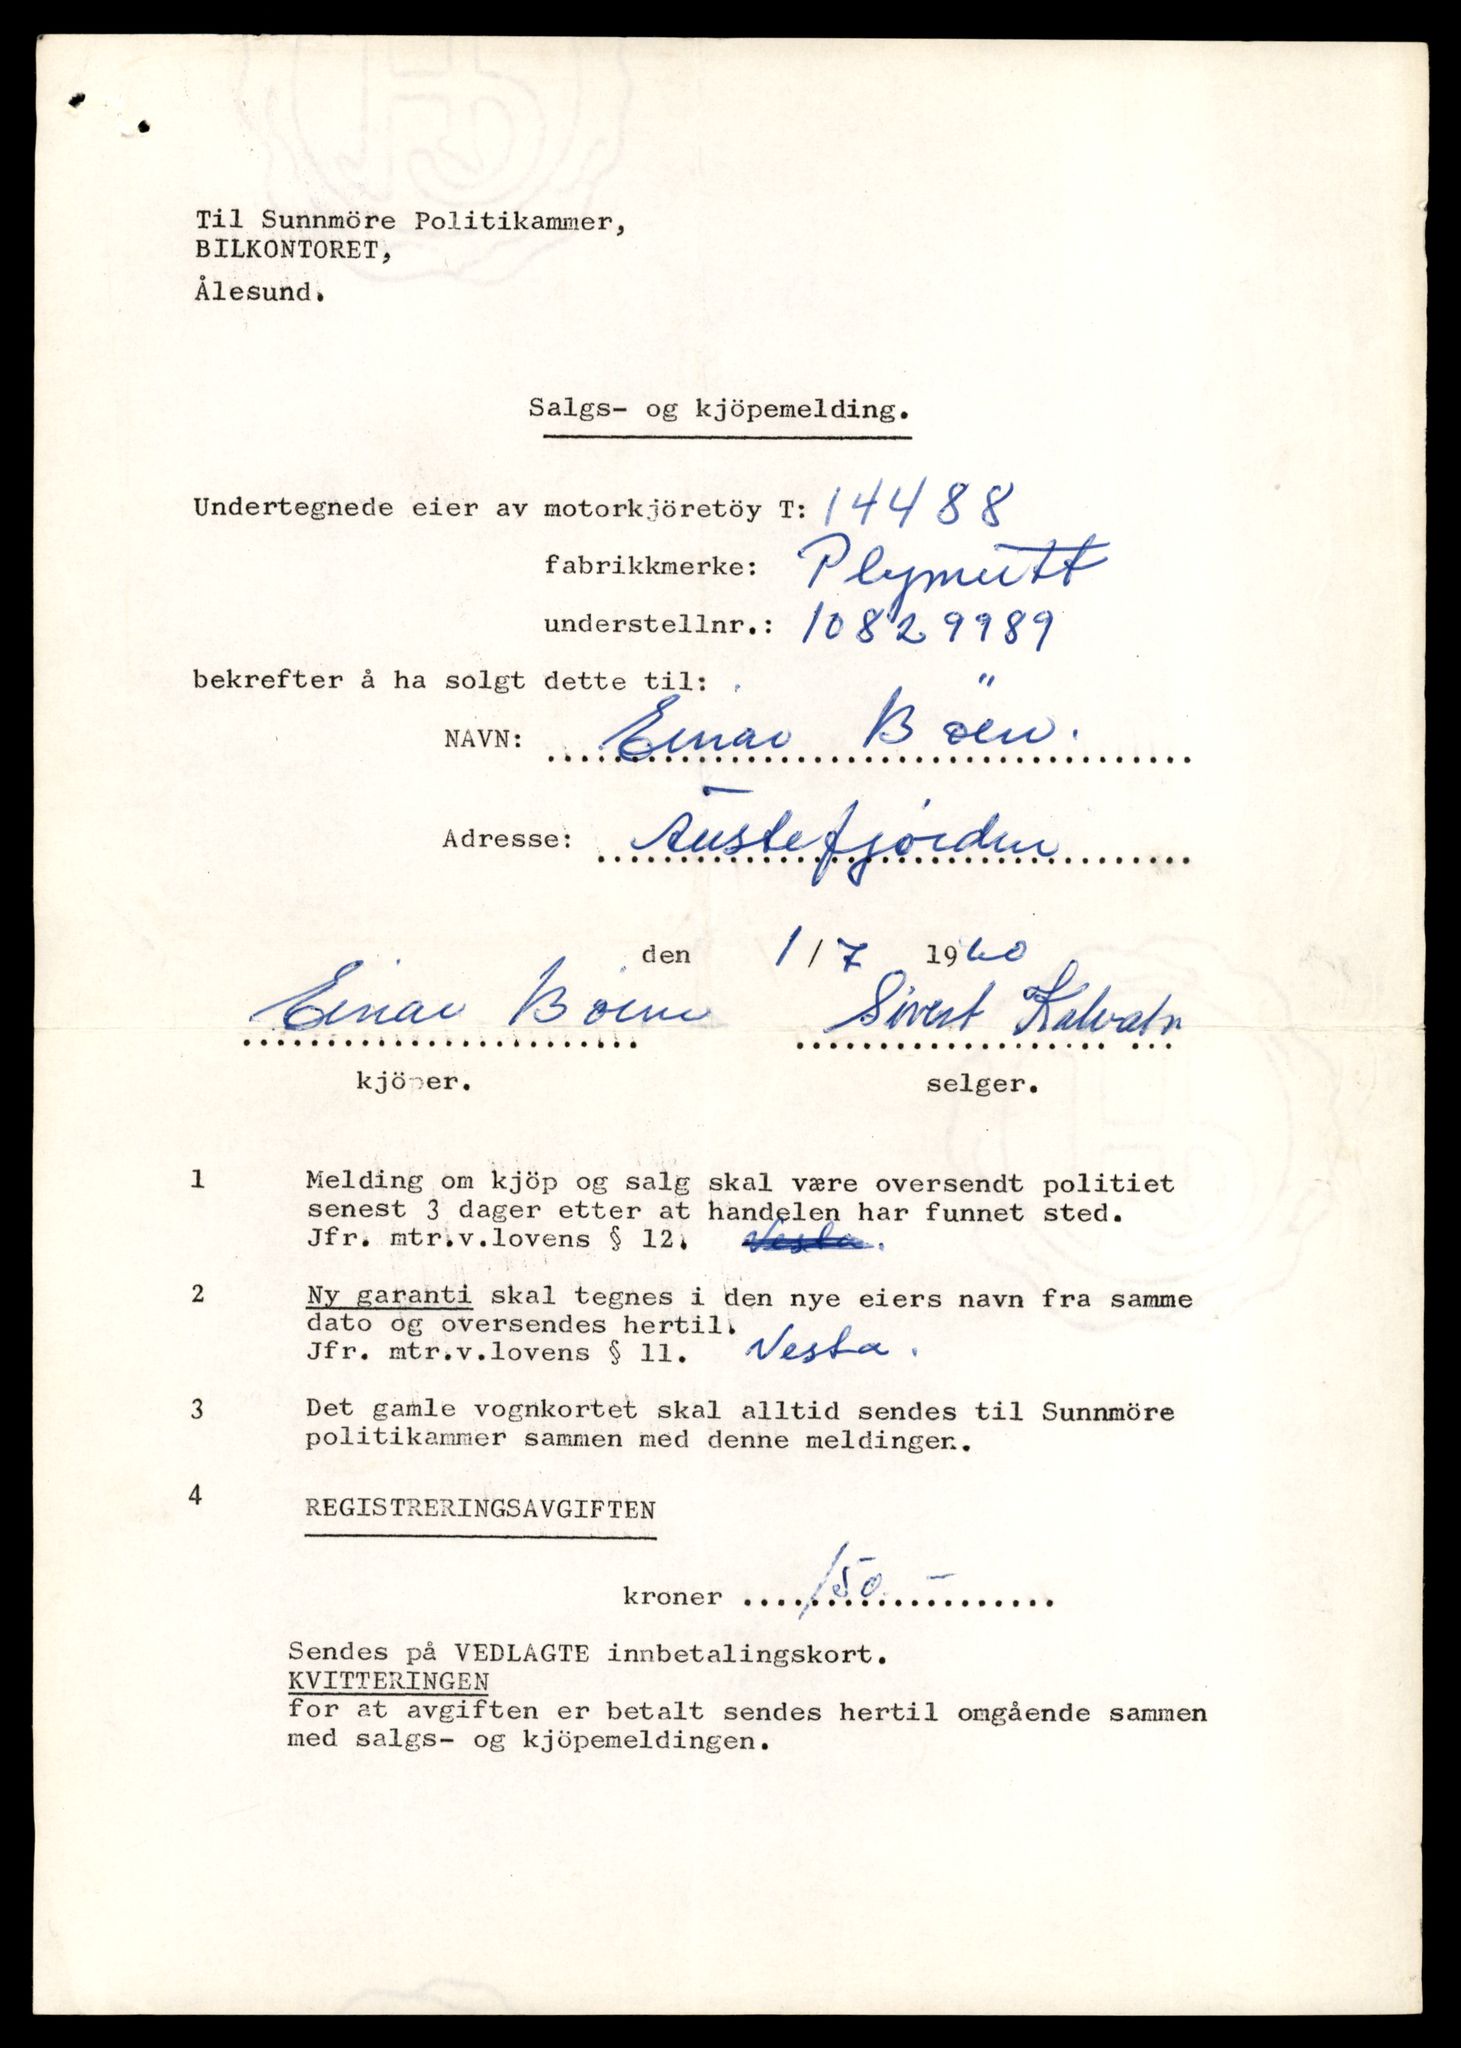 Til Sunnmöre Politikammer,
BILKONTORET,
Ålesund.
Salgs- og kjöpemelding.
Undertegnede eier av motorkjöretöy T: 14488
fabrikkmerke: Plymutt
understellnr.: 10829989
bekrefter å ha solgt dette til:
NAVN: Einar Böen.
Adresse: Austefjorden
den 1/7 1960
Einar Böen Sivert Kalvatn
kjöper. selger.
1 Melding om kjöp og salg skal være oversendt politiet
senest 3 dager etter at handelen har funnet sted.
Jfr. mtr.v.lovens § 12. Vesta.
2 Ny garanti skal tegnes i den nye eiers navn fra samme
dato og oversendes hertil.
Jfr. mtr.v.lovens § 11. Vesta.
3 Det gamle vognkortet skal alltid sendes til Sunnmöre
politikammer sammen med denne meldingen.
4 REGISTRERINGSAVGIFTEN
kroner 150.-
Sendes på VEDLAGTE innbetalingskort.
KVITTERINGEN
for at avgiften er betalt sendes hertil omgående sammen
med salgs- og kjöpemeldingen.